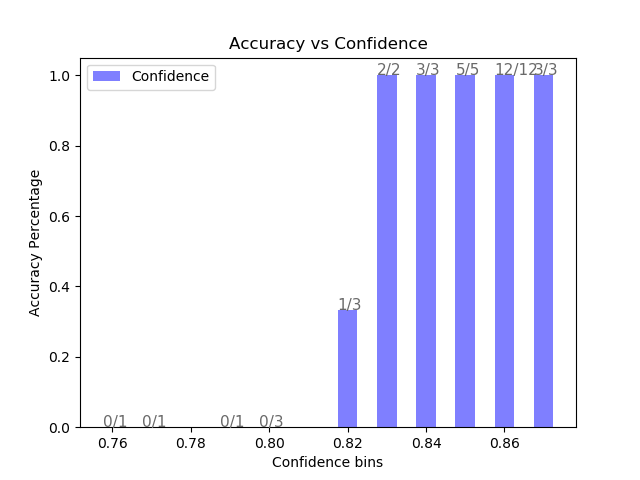 Accuracy vs Confidence
Confidence
Accuracy Percentage
1.0
0.8
0.6
0.4
0.2
0.0
2/2 3/3 5/5 12/12 3/3
1/3
0/1 0/1 0/1 0/3
0.76 0.78 0.80 0.82 0.84 0.86
Confidence bins